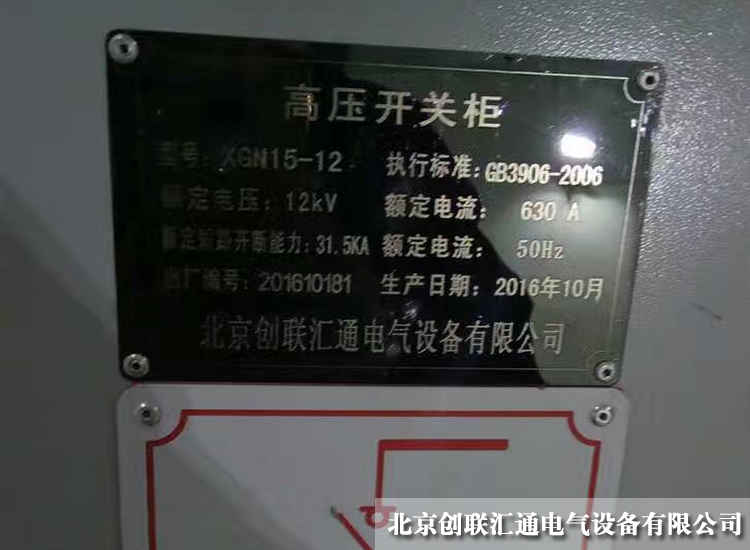 高压开关柜
型号: XGN15-12 执行标准: GB3906-2006
额定电压: 12kV 额定电流: 630 A
额定短路开断能力: 31.5KA 额定电流: 50Hz
出厂编号: 201610181 生产日期: 2016年10月
北京创联汇通电气设备有限公司
北京创联汇通电气设备有限公司